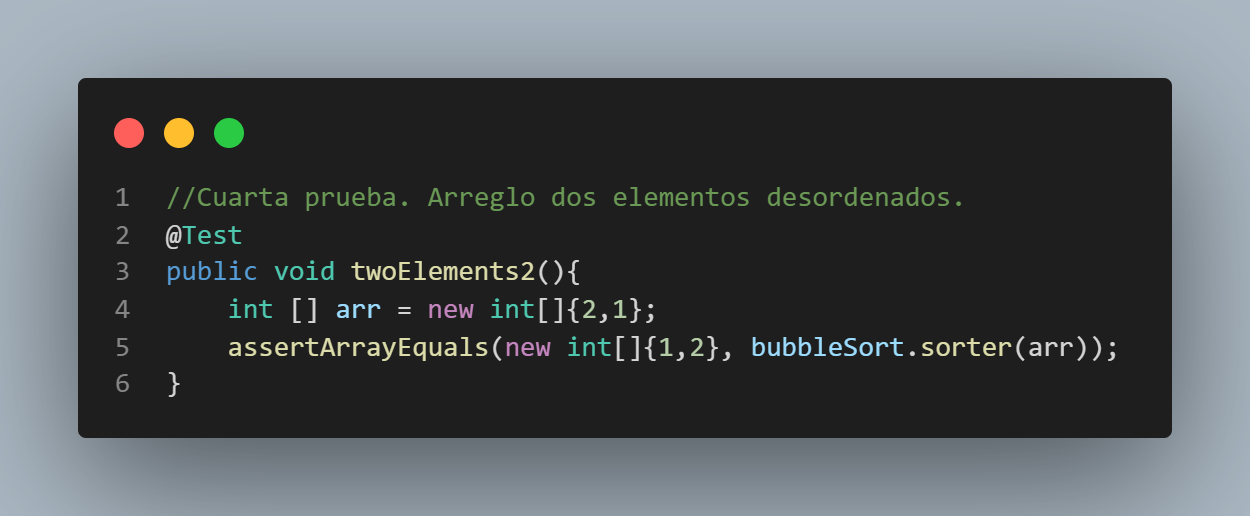 1 //Cuarta prueba. Arreglo dos elementos desordenados.
2 @Test
3 public void twoElements2(){
4     int [] arr = new int[]{2,1};
5     assertArrayEquals(new int[]{1,2}, bubbleSort.sorter(arr));
6 }